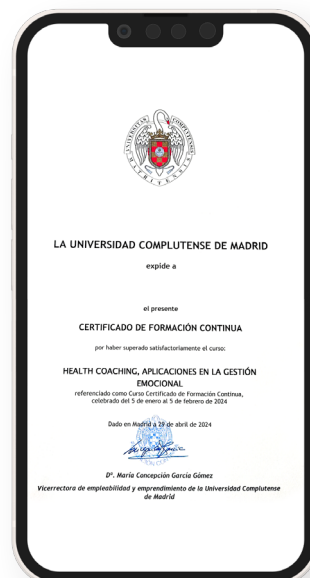 LA UNIVERSIDAD COMPLUTENSE DE MADRID
expide a
el presente
CERTIFICADO DE FORMACIÓN CONTINUA
por haber superado satisfactoriamente el curso:
HEALTH COACHING, APLICACIONES EN LA GESTIÓN
EMOCIONAL
referenciado como Curso Certificado de Formación Continua,
celebrado del 5 de enero al 5 de febrero de 2024
Dado en Madrid a 29 de abril de 2024
Dª. María Concepción García Gómez
Vicerrectora de empleabilidad y emprendimiento de la Universidad Complutense
de Madrid